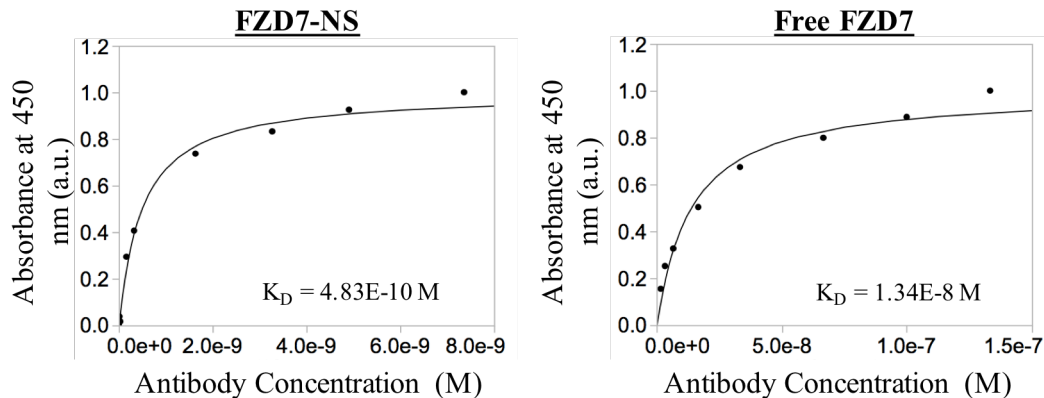 FZD7-NS
Absorbance at 450
nm (a.u.)
1.2
1.0
0.8
0.6
0.4
0.2
0.0
K_D = 4.83E-10 M
0.0e+0 2.0e-9 4.0e-9 6.0e-9 8.0e-9
Antibody Concentration (M)
Free FZD7
Absorbance at 450
nm (a.u.)
1.2
1.0
0.8
0.6
0.4
0.2
0.0
K_D = 1.34E-8 M
0.0e+0 5.0e-8 1.0e-7 1.5e-7
Antibody Concentration (M)